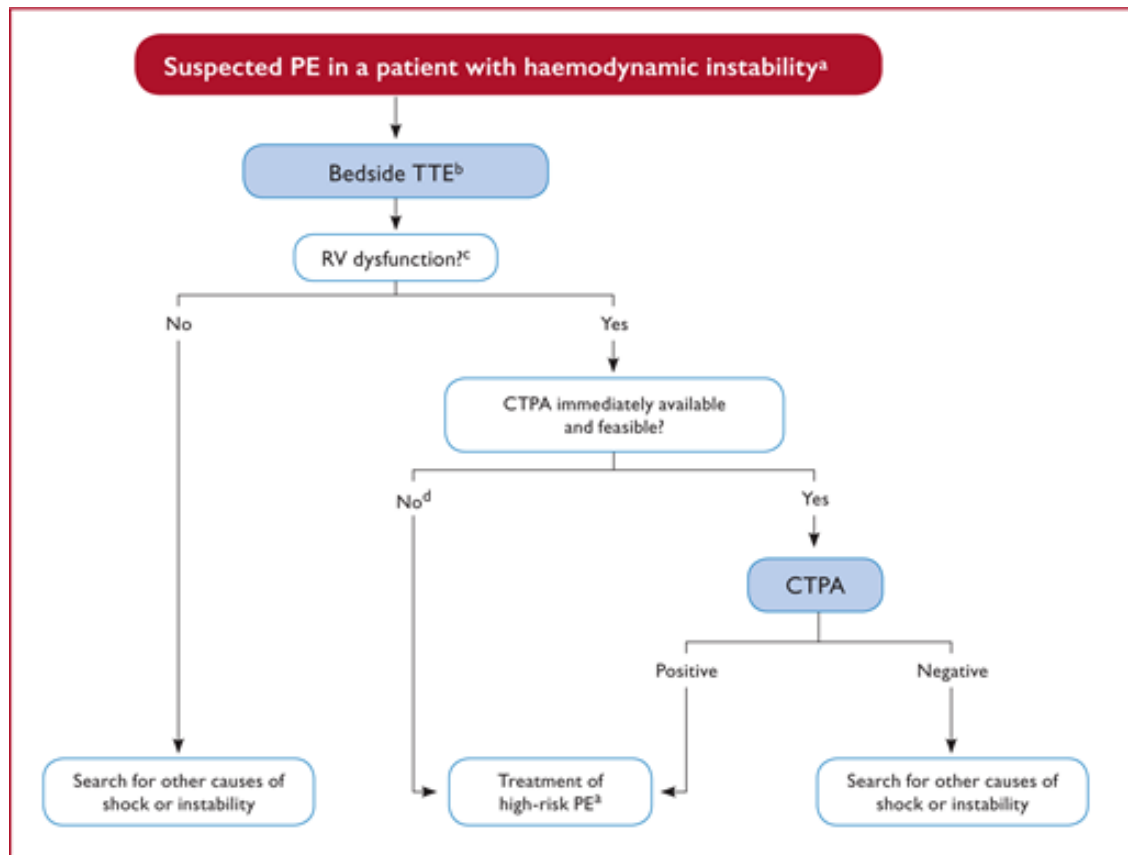 Suspected PE in a patient with haemodynamic instabilityᵃ
Bedside TTEᵇ
RV dysfunction?ᶜ
No
Yes
CTPA immediately available
and feasible?
Noᵈ
Yes
CTPA
Positive
Negative
Search for other causes of
shock or instability
Treatment of
high-risk PEᵃ
Search for other causes of
shock or instability